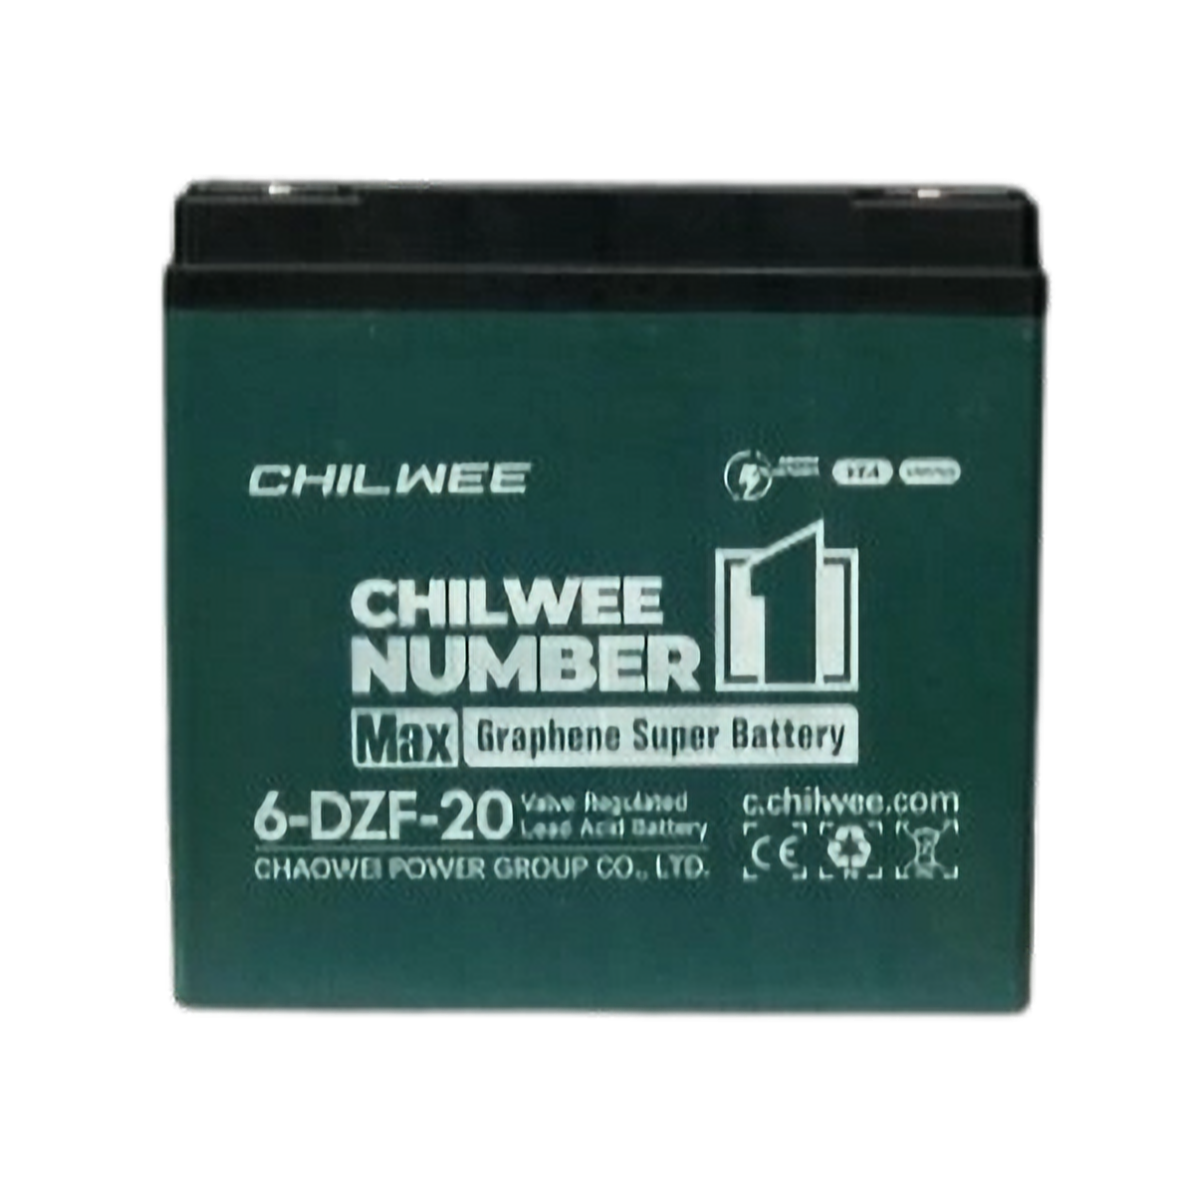 CHILWEE
CHILWEE
NUMBER 1
Max Graphene Super Battery
6-DZF-20
Valve Regulated
Lead Acid Battery
CHAOWEI POWER GROUP CO., LTD.
c.chilwee.com
CE